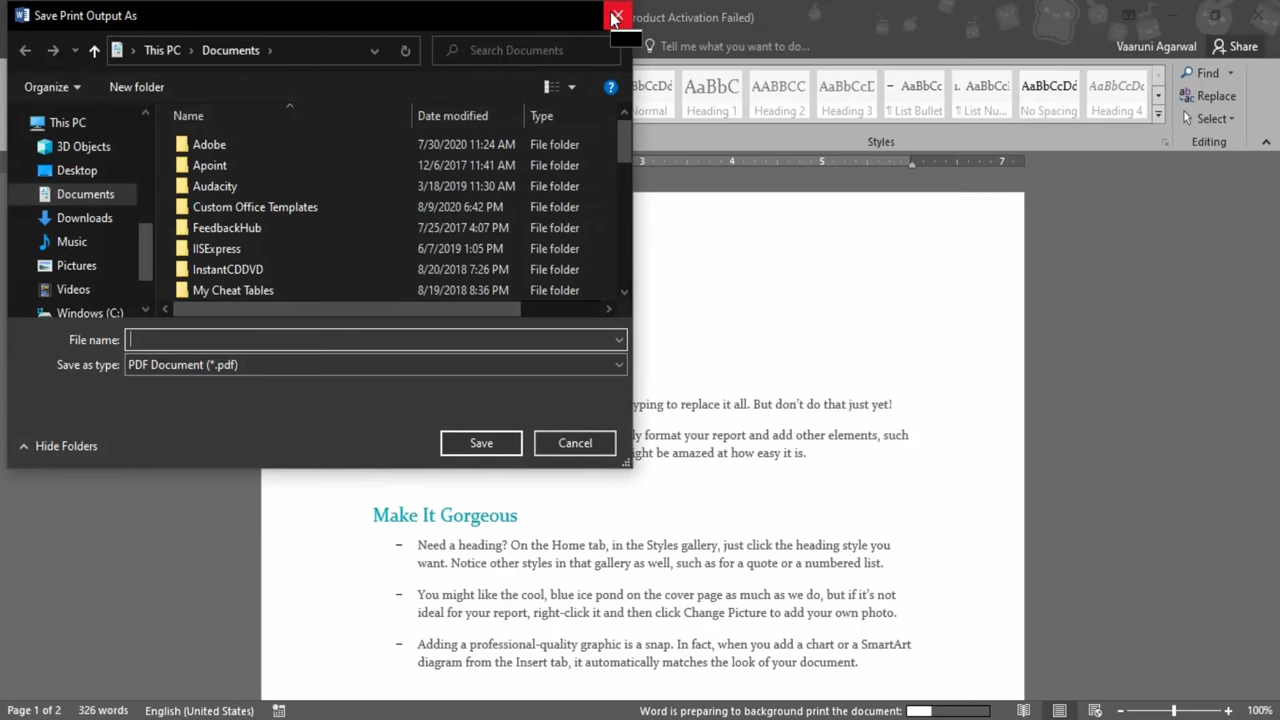 Save Print Output As
roduct Activation Failed)
This PC
Documents
Search Documents
Tell me what you want to do...
Vaaruni Agarwal
Share
Organize
New folder
AaBbC
AABBCC
AaBbCcD
AaBbCc
AaBbCc
AaBbCcDd
AaBbCcDd
Find
Normal
Heading 1
Heading 2
Heading 3
¶ List Bullet
¶ List Nu...
No Spacing
Heading 4
Replace
Select
Styles
Editing
Name
Date modified
Type
This PC
3D Objects
Desktop
Documents
Downloads
Music
Pictures
Videos
Windows (C:)
Adobe 7/30/2020 11:24 AM File folder
Apoint 12/6/2017 11:41 AM File folder
Audacity 3/18/2019 11:30 AM File folder
Custom Office Templates 8/9/2020 6:42 PM File folder
FeedbackHub 7/25/2017 4:07 PM File folder
IISExpress 6/7/2019 1:05 PM File folder
InstantCDDVD 8/20/2018 7:26 PM File folder
My Cheat Tables 8/19/2018 8:36 PM File folder
3 4 5 6 7
File name:
Save as type: PDF Document (*.pdf)
Hide Folders
Save
Cancel
yping to replace it all. But don't do that just yet!
ly format your report and add other elements, such
ight be amazed at how easy it is.
Make It Gorgeous
– Need a heading? On the Home tab, in the Styles gallery, just click the heading style you
want. Notice other styles in that gallery as well, such as for a quote or a numbered list.
– You might like the cool, blue ice pond on the cover page as much as we do, but if it's not
ideal for your report, right-click it and then click Change Picture to add your own photo.
– Adding a professional-quality graphic is a snap. In fact, when you add a chart or a SmartArt
diagram from the Insert tab, it automatically matches the look of your document.
Page 1 of 2 326 words English (United States) Word is preparing to background print the document: 100%